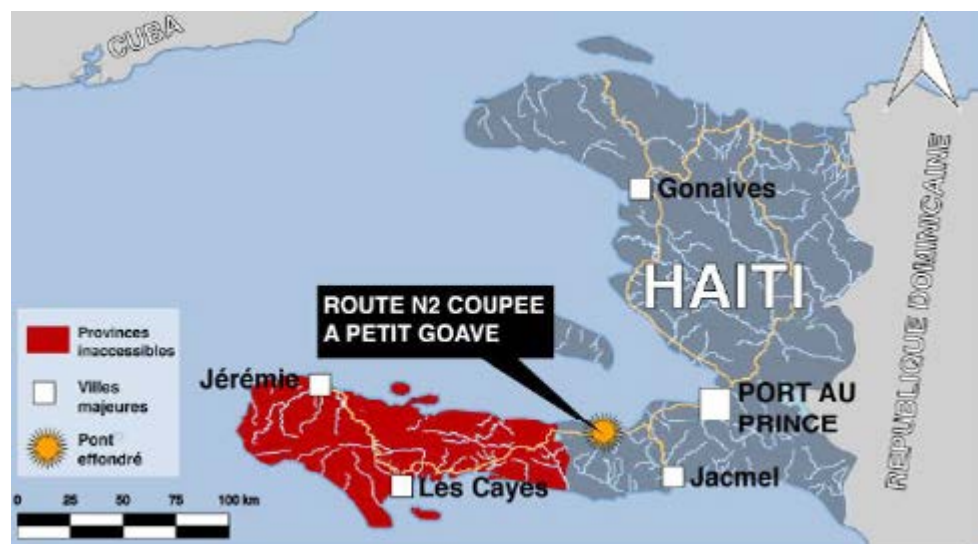 CUBA
Gonaives
HAITI
REPUBLIQUE DOMINICAINE
ROUTE N2 COUPEE
A PETIT GOAVE
Provinces
inaccessibles
Villes
majeures
Pont
effondré
Jérémie
PORT AU
PRINCE
Les Cayes
Jacmel
0 25 50 75 100 km